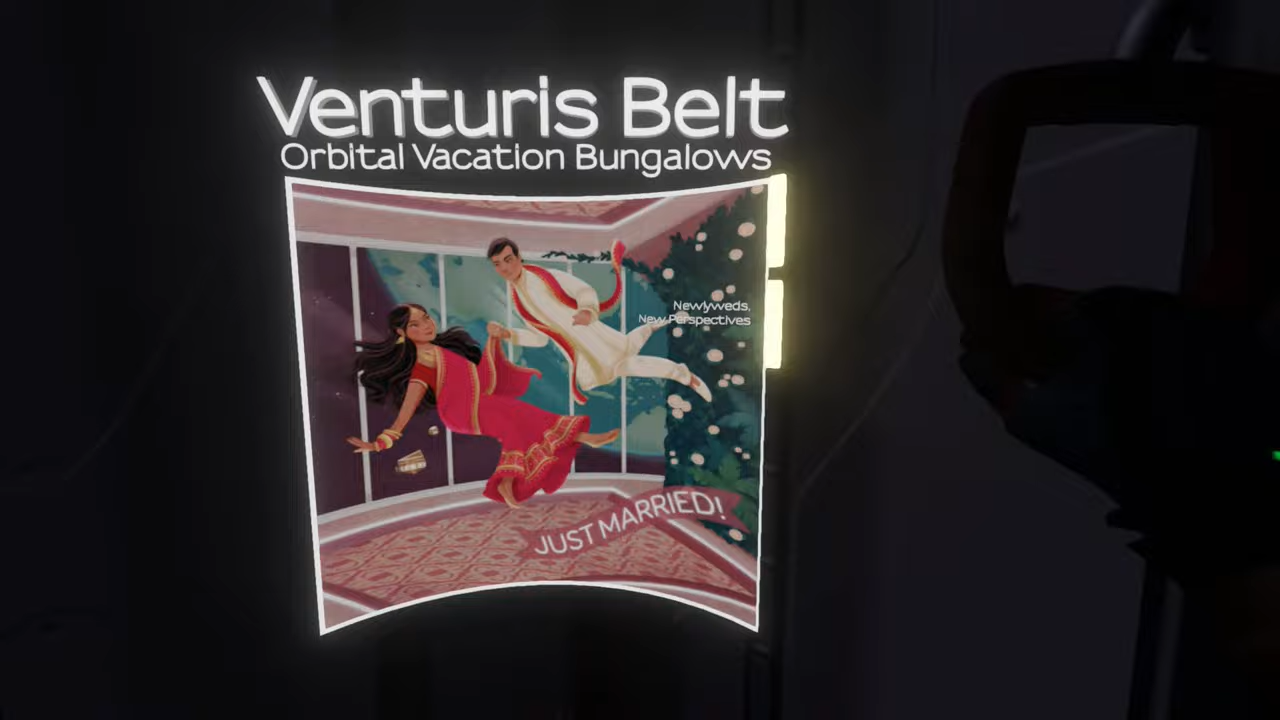 Venturis Belt
Orbital Vacation Bungalows
Newlyweds,
New Perspectives
JUST MARRIED!